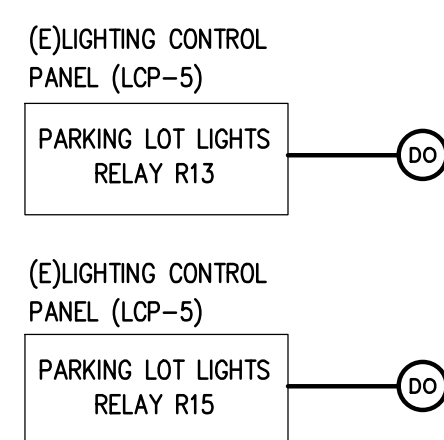 (E)LIGHTING CONTROL
PANEL (LCP-5)
PARKING LOT LIGHTS
RELAY R13
DO
(E)LIGHTING CONTROL
PANEL (LCP-5)
PARKING LOT LIGHTS
RELAY R15
DO